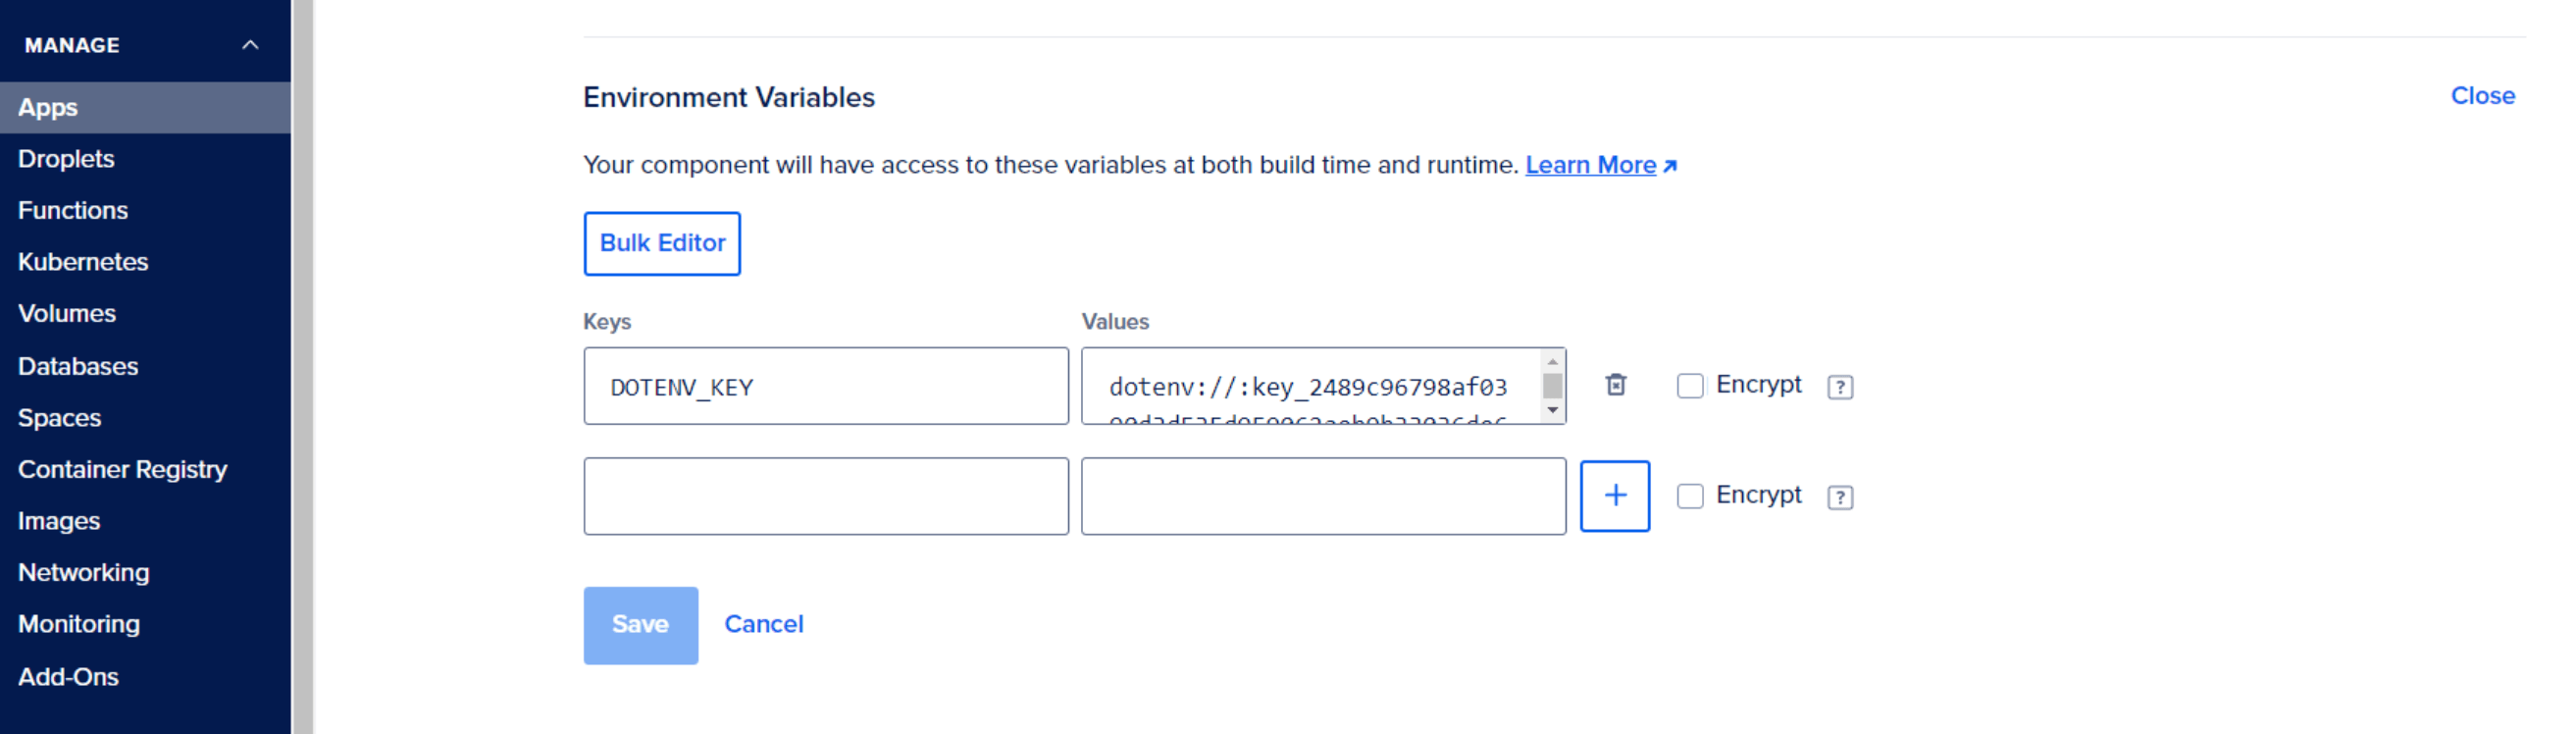 MANAGE
Apps
Droplets
Functions
Kubernetes
Volumes
Databases
Spaces
Container Registry
Images
Networking
Monitoring
Add-Ons
Environment Variables
Close
Your component will have access to these variables at both build time and runtime. Learn More
Bulk Editor
Keys Values
DOTENV_KEY dotenv://:key_2489c96798af03 Encrypt ?
+ Encrypt ?
Save Cancel